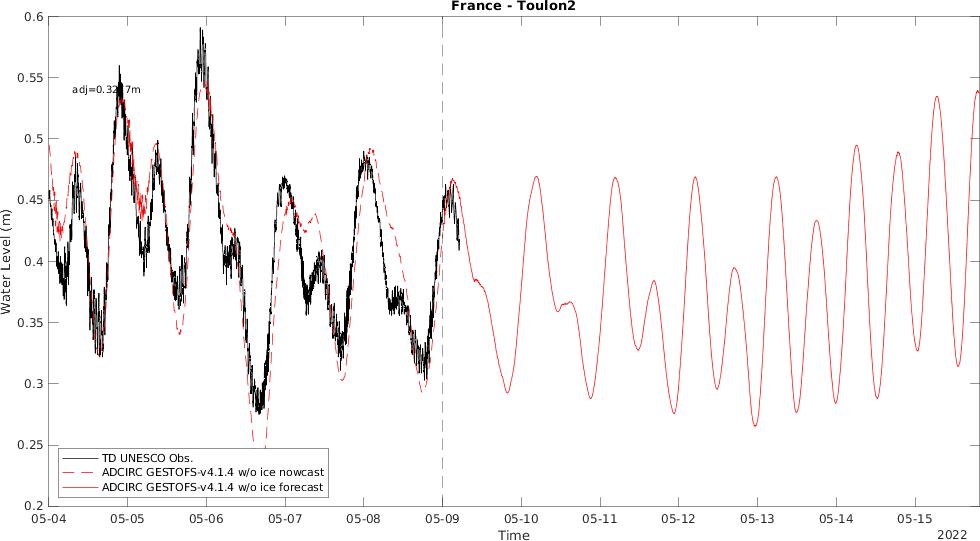 France - Toulon2
0.6
0.55
0.5
0.45
0.4
0.35
0.3
0.25
0.2
Water Level (m)
TD UNESCO Obs.
ADCIRC GESTOFS-v4.1.4 w/o ice nowcast
ADCIRC GESTOFS-v4.1.4 w/o ice forecast
05-04 05-05 05-06 05-07 05-08 05-09 05-10 05-11 05-12 05-13 05-14 05-15
Time
2022